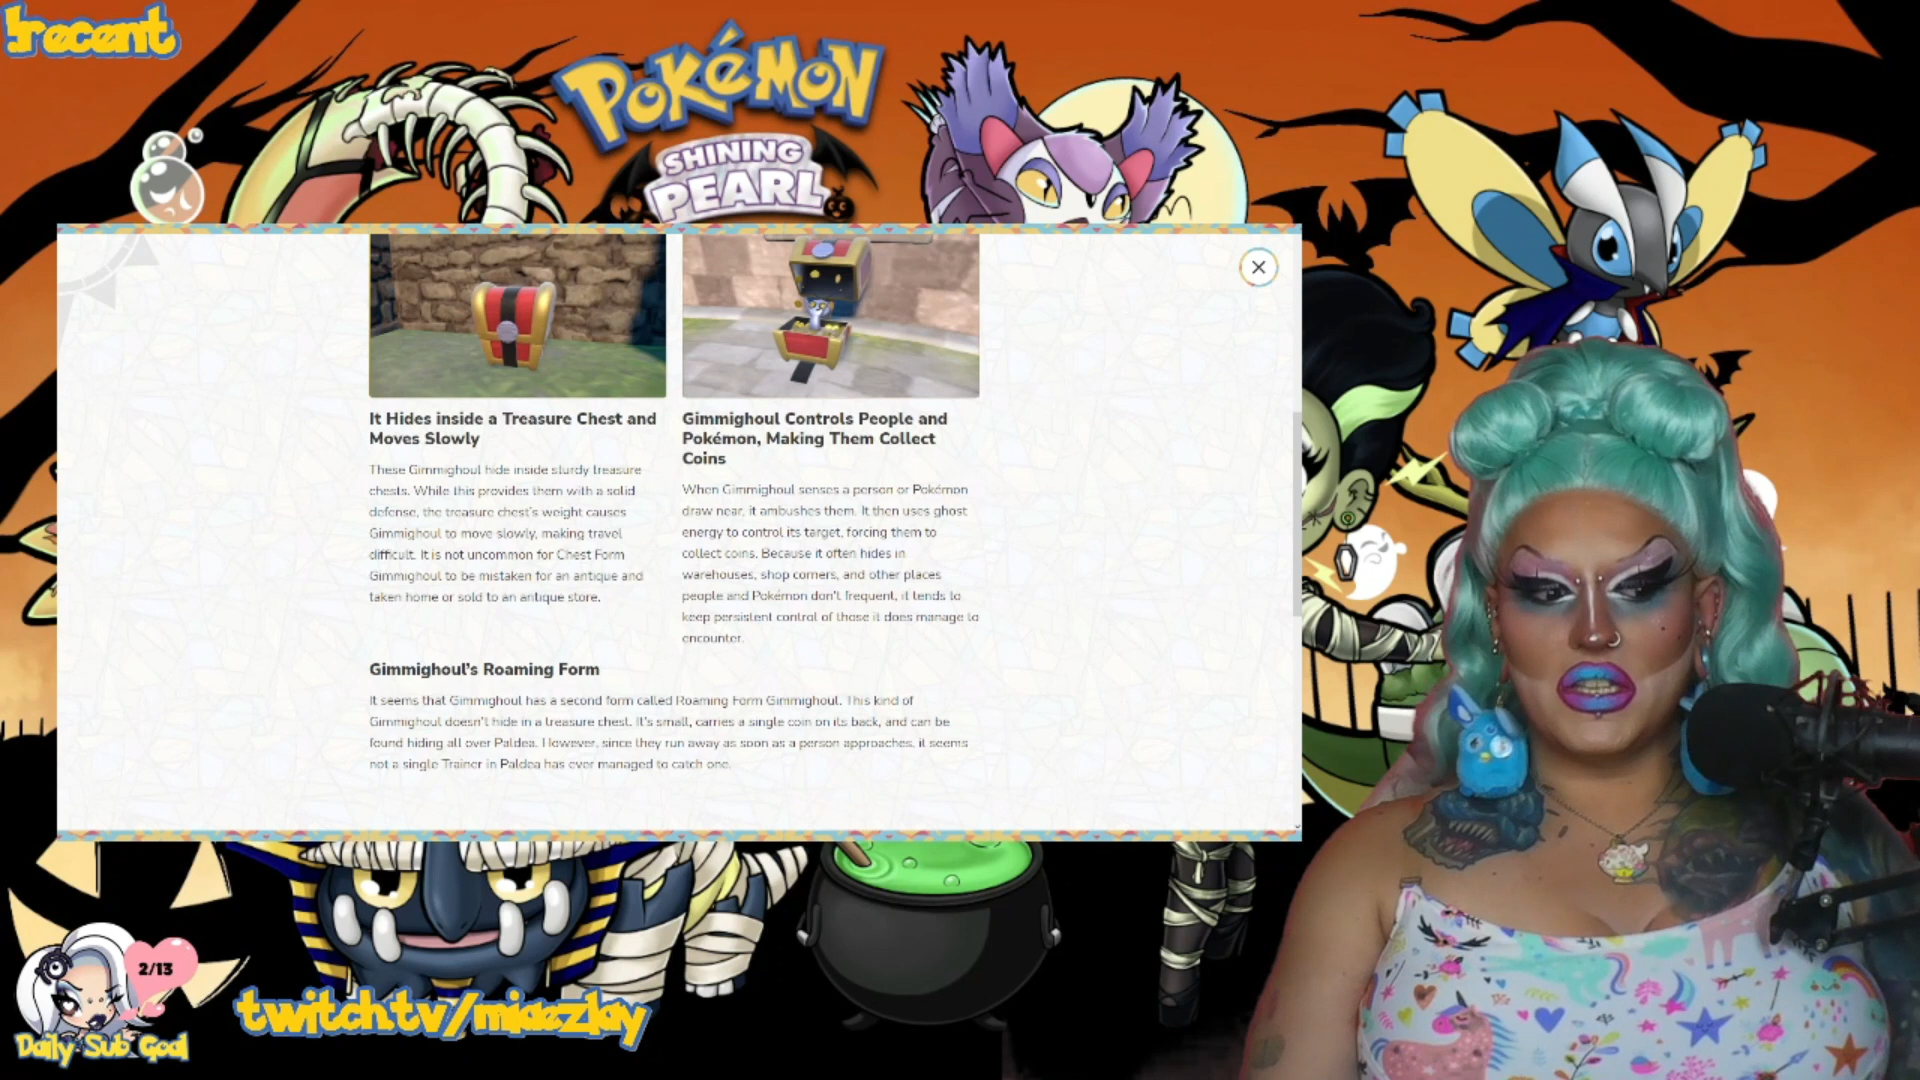 !recent
POKéMON
SHINING
PEARL
It Hides inside a Treasure Chest and
Moves Slowly
These Gimmighoul hide inside sturdy treasure
chests. While this provides them with a solid
defense, the treasure chest's weight causes
Gimmighoul to move slowly, making travel
difficult. It is not uncommon for Chest Form
Gimmighoul to be mistaken for an antique and
taken home or sold to an antique store.
Gimmighoul Controls People and
Pokémon, Making Them Collect
Coins
When Gimmighoul senses a person or Pokémon
draw near, it ambushes them. It then uses ghost
energy to control its target, forcing them to
collect coins. Because it often hides in
warehouses, shop corners, and other places
people and Pokémon don't frequent, it tends to
keep persistent control of those it does manage to
encounter.
Gimmighoul's Roaming Form
It seems that Gimmighoul has a second form called Roaming Form Gimmighoul. This kind of
Gimmighoul doesn't hide in a treasure chest. It's small, carries a single coin on its back, and can be
found hiding all over Paldea. However, since they run away as soon as a person approaches, it seems
not a single Trainer in Paldea has ever managed to catch one.
2/13
Daily Sub Goal
twitch.tv/miaezlay